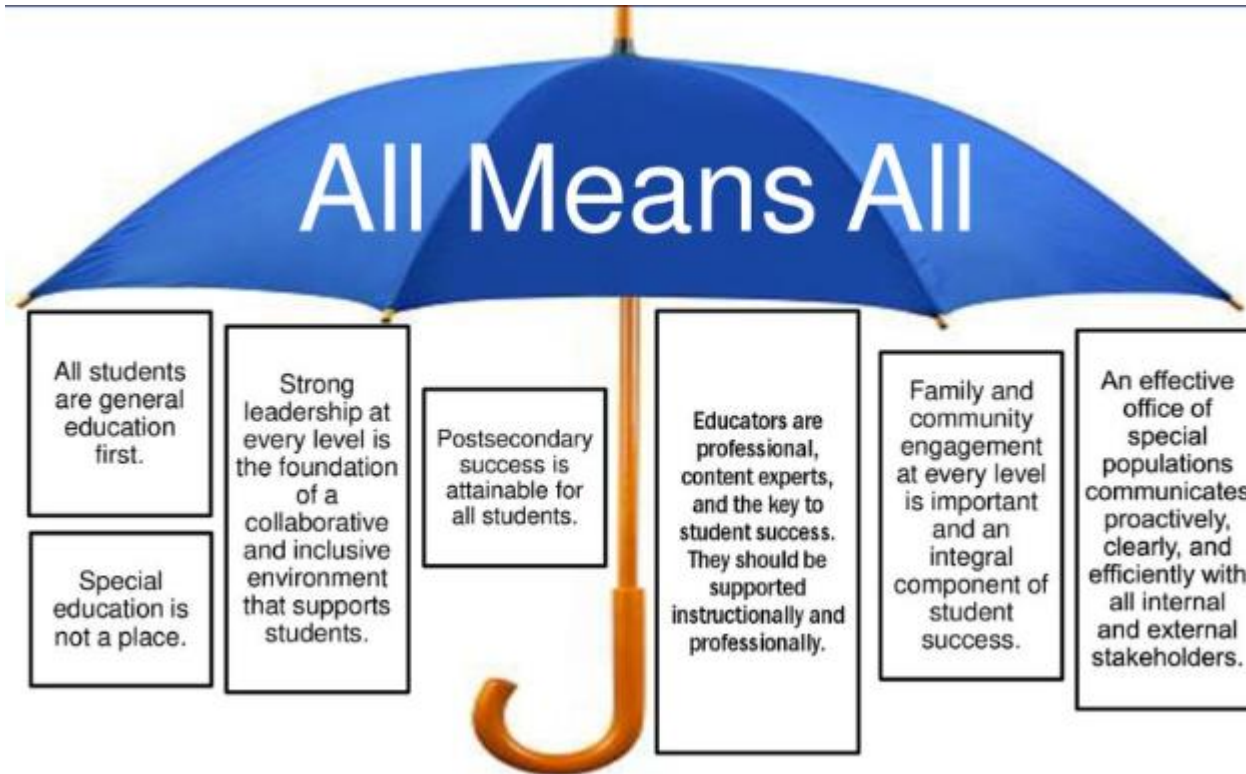 All Means All
All students
are general
education
first.
Special
education is
not a place.
Strong
leadership at
every level is
the foundation
of a
collaborative
and inclusive
environment
that supports
students.
Postsecondary
success is
attainable for
all students.
Educators are
professional,
content experts,
and the key to
student success.
They should be
supported
instructionally and
professionally.
Family and
community
engagement
at every level
is important
and an
integral
component of
student
success.
An effective
office of
special
populations
communicates
proactively,
clearly, and
efficiently with
all internal
and external
stakeholders.